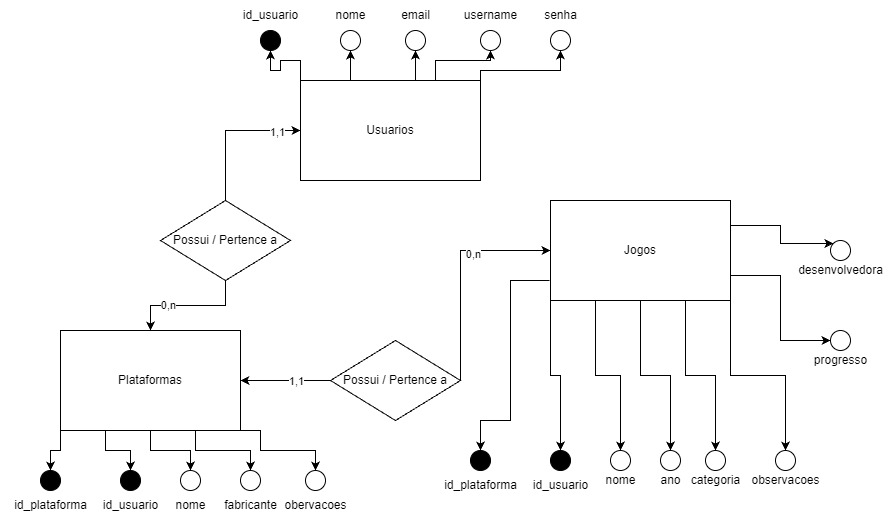 id_usuario
nome
email
username
senha
Usuarios
1,1
Possui / Pertence a
0,n
Plataformas
id_plataforma
id_usuario
nome
fabricante
obervacoes
1,1
Possui / Pertence a
0,n
Jogos
desenvolvedora
progresso
id_plataforma
id_usuario
nome
ano
categoria
observacoes